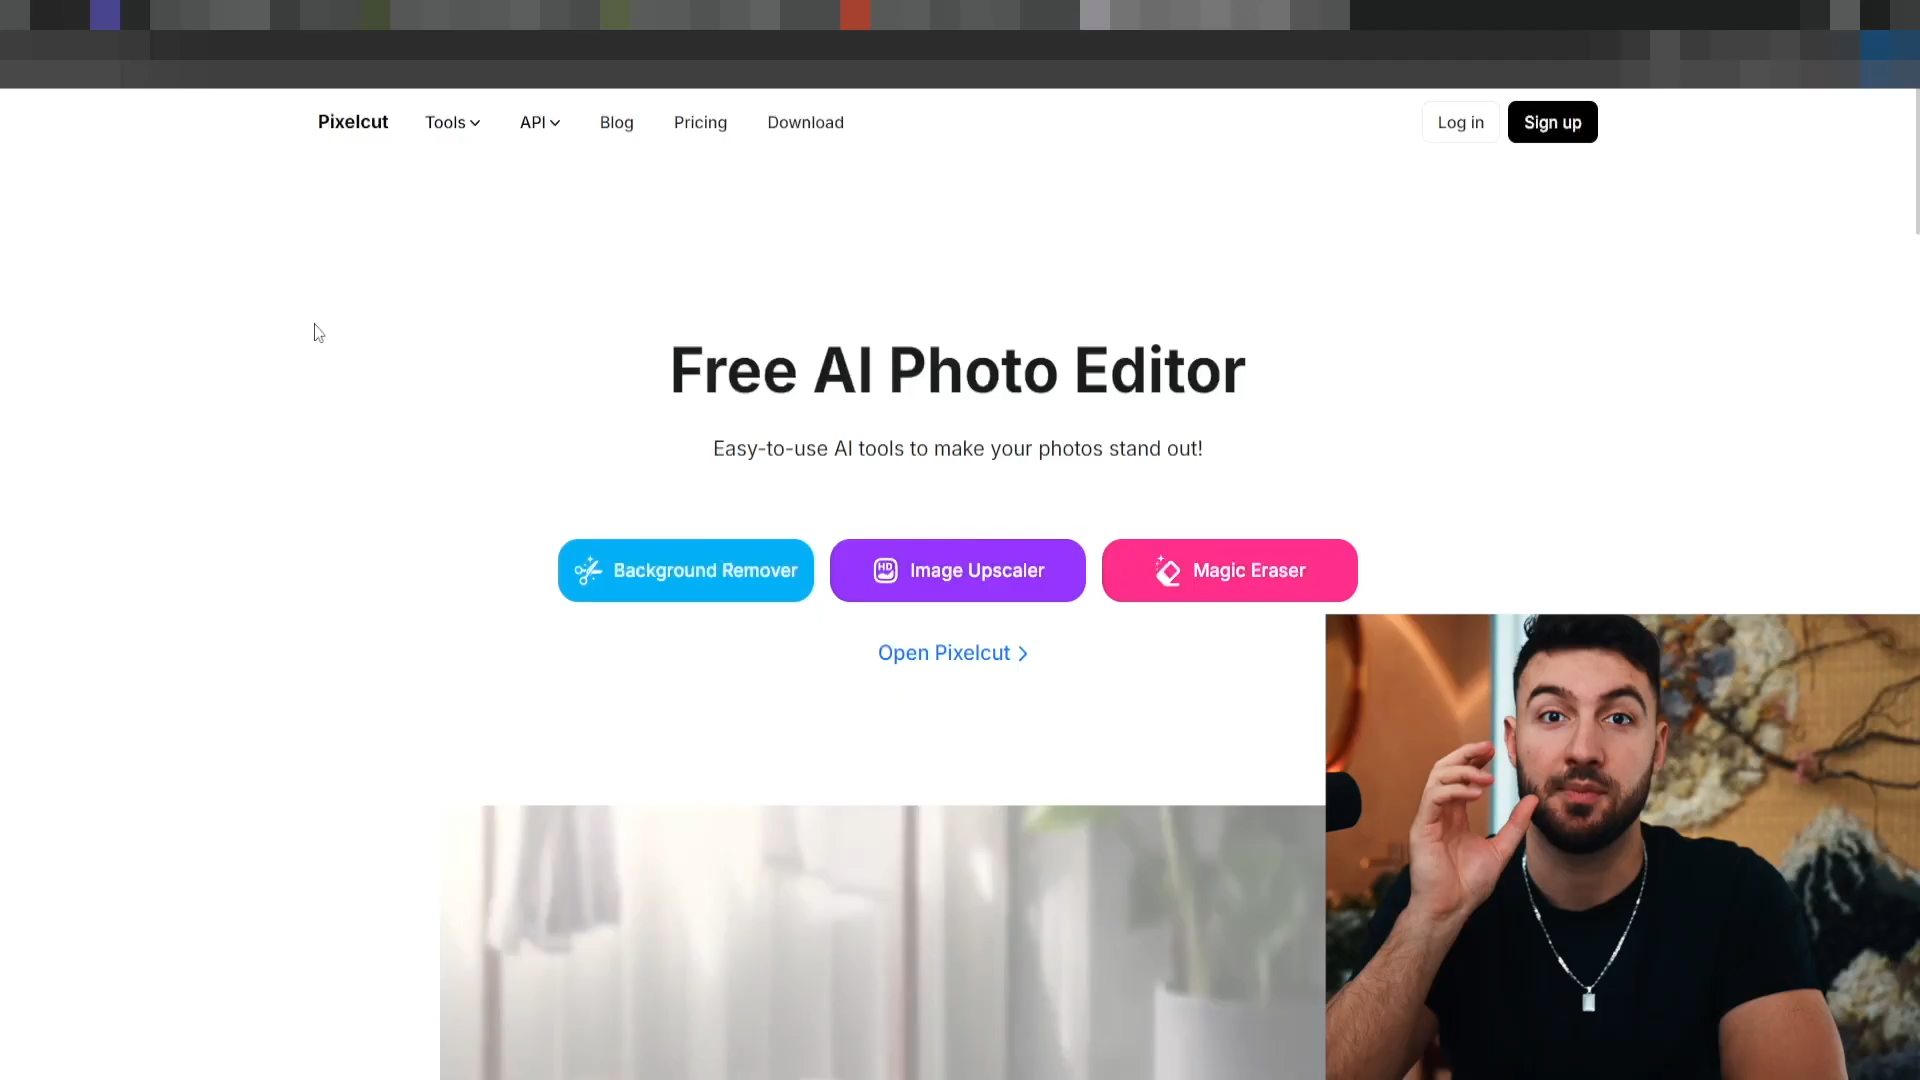 Pixelcut Tools API Blog Pricing Download Log in Sign up
Free AI Photo Editor
Easy-to-use AI tools to make your photos stand out!
Background Remover HD Image Upscaler Magic Eraser
Open Pixelcut